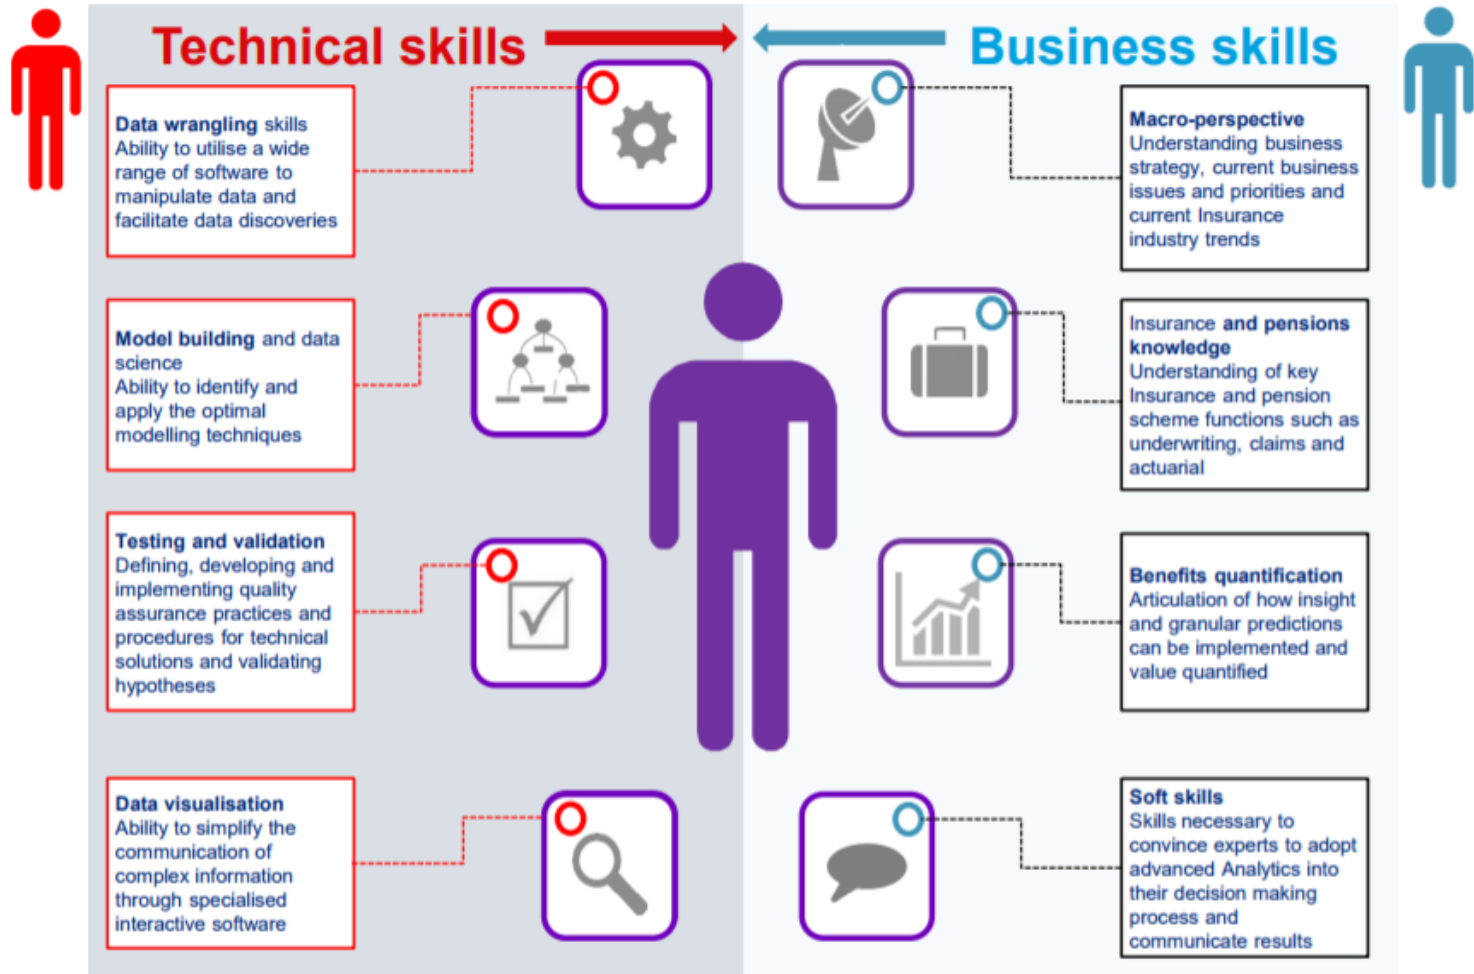 Technical skills
Business skills
Data wrangling skills
Ability to utilise a wide
range of software to
manipulate data and
facilitate data discoveries
Model building and data
science
Ability to identify and
apply the optimal
modelling techniques
Testing and validation
Defining, developing and
implementing quality
assurance practices and
procedures for technical
solutions and validating
hypotheses
Data visualisation
Ability to simplify the
communication of
complex information
through specialised
interactive software
Macro-perspective
Understanding business
strategy, current business
issues and priorities and
current Insurance
industry trends
Insurance and pensions
knowledge
Understanding of key
Insurance and pension
scheme functions such as
underwriting, claims and
actuarial
Benefits quantification
Articulation of how insight
and granular predictions
can be implemented and
value quantified
Soft skills
Skills necessary to
convince experts to adopt
advanced Analytics into
their decision making
process and
communicate results